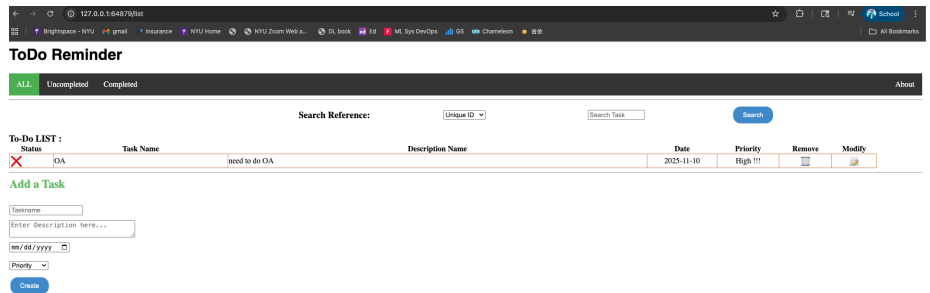 127.0.0.1:64879/list
School
Brightspace - NYU
gmail
Insurance
NYU Home
NYU Zoom Web a...
DL book
Ed
ML Sys DevOps
GS
Chameleon
All Bookmarks
ToDo Reminder
ALL Uncompleted Completed About
Search Reference: Unique ID Search Task Search
To-Do LIST :
Status Task Name Description Name Date Priority Remove Modify
OA need to do OA 2025-11-10 High !!!
Add a Task
Taskname
Enter Description here...
mm/dd/yyyy
Priority
Create